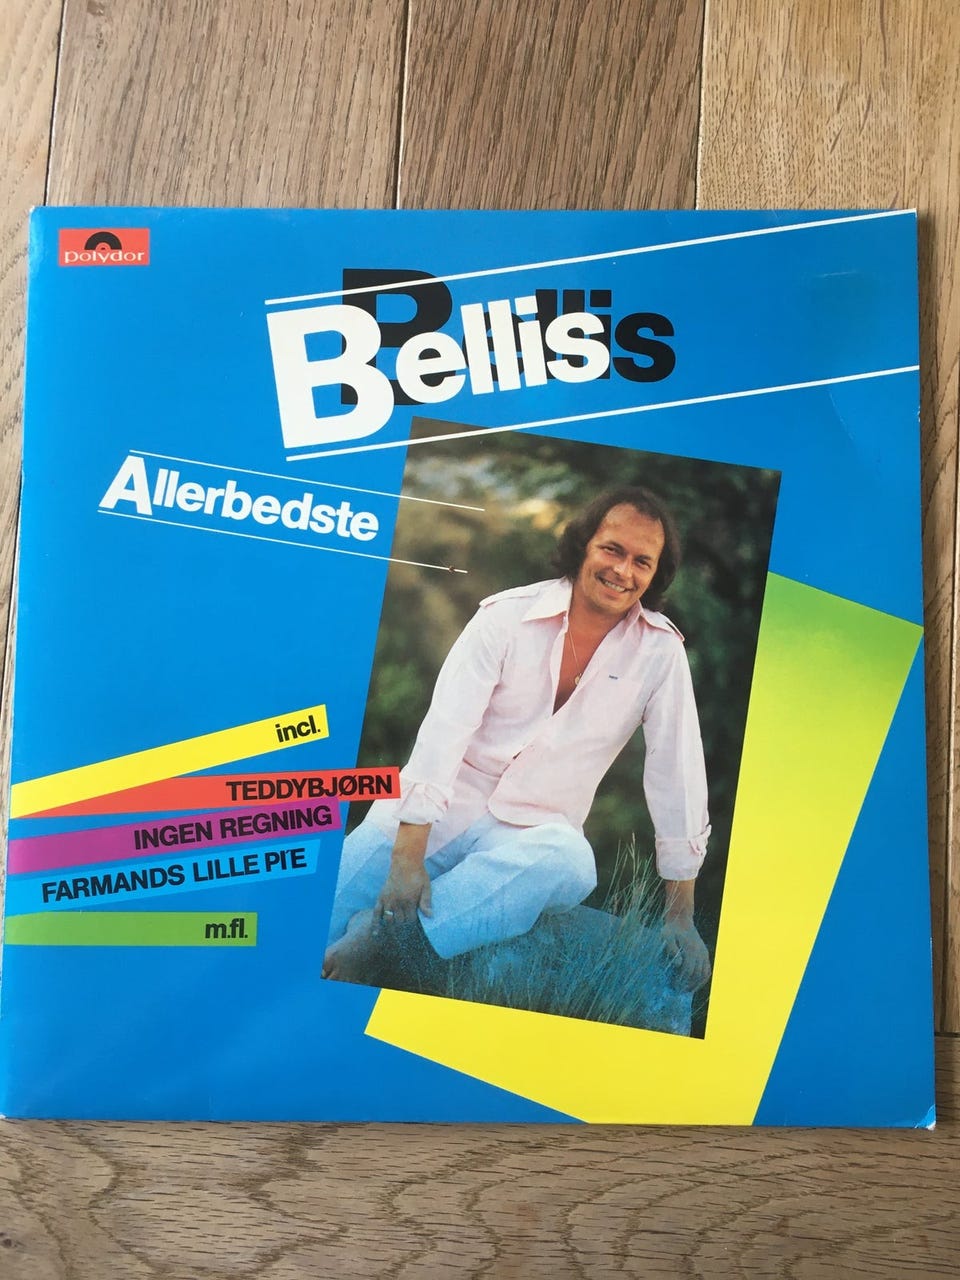 polydor
Bellis
Allerbedste
incl.
TEDDYBJØRN
INGEN REGNING
FARMANDS LILLE PI'E
m.fl.